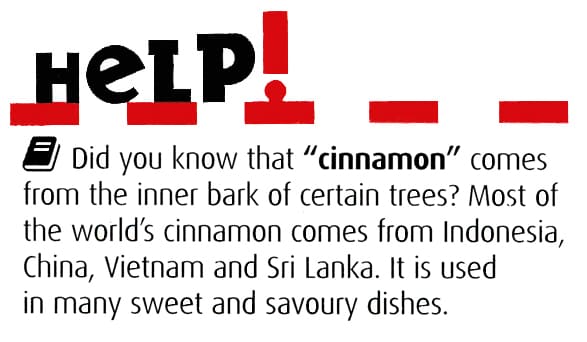 HeLP!
Did you know that “cinnamon” comes
from the inner bark of certain trees? Most of
the world’s cinnamon comes from Indonesia,
China, Vietnam and Sri Lanka. It is used
in many sweet and savoury dishes.